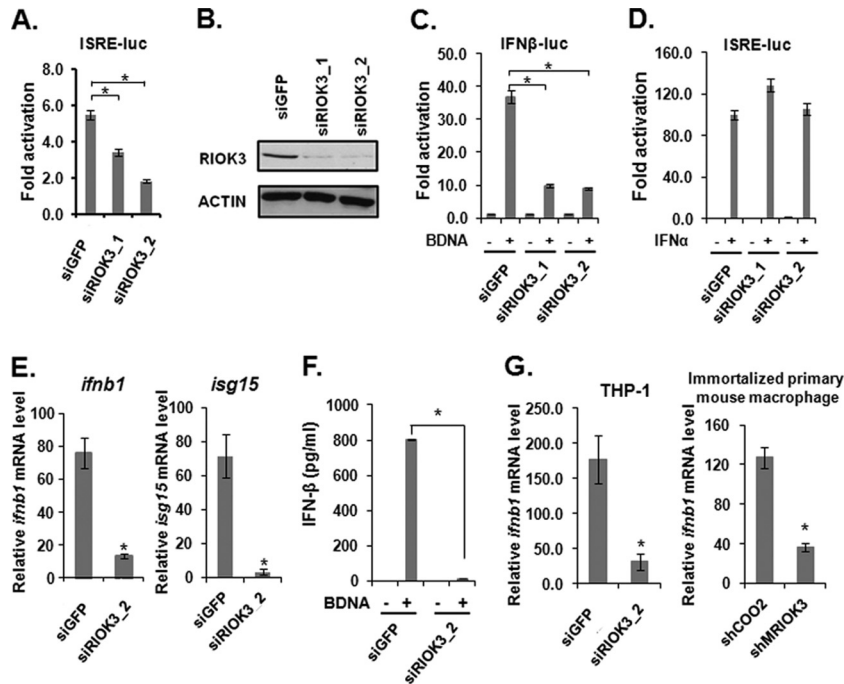 A.
ISRE-luc
Fold activation
8.0
6.0
4.0
2.0
0.0
*
*
siGFP
siRIOK3_1
siRIOK3_2
B.
siGFP
siRIOK3_1
siRIOK3_2
RIOK3
ACTIN
C.
IFNβ-luc
Fold activation
50.0
40.0
30.0
20.0
10.0
0.0
*
*
BDNA - + - + - +
siGFP
siRIOK3_1
siRIOK3_2
D.
ISRE-luc
Fold activation
160.0
120.0
80.0
40.0
0.0
IFNα - + - + - +
siGFP
siRIOK3_1
siRIOK3_2
E.
ifnb1
Relative ifnb1 mRNA level
100
80
60
40
20
0
*
siGFP
siRIOK3_2
isg15
Relative isg15 mRNA level
100
80
60
40
20
0
*
siGFP
siRIOK3_2
F.
IFN-β (pg/ml)
1000
800
600
400
200
0
*
BDNA - + - +
siGFP
siRIOK3_2
G.
THP-1
Relative ifnb1 mRNA level
250.0
200.0
150.0
100.0
50.0
0.0
*
siGFP
siRIOK3_2
Immortalized primary
mouse macrophage
Relative ifnb1 mRNA level
160
120
80
40
0
*
shCOO2
shMRIOK3